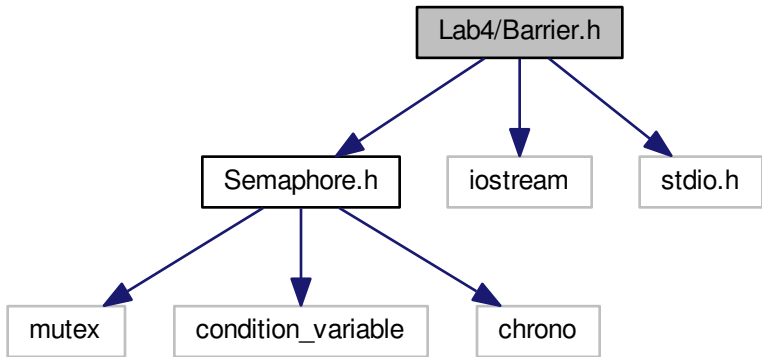 Lab4/Barrier.h
Semaphore.h
iostream
stdio.h
mutex
condition_variable
chrono